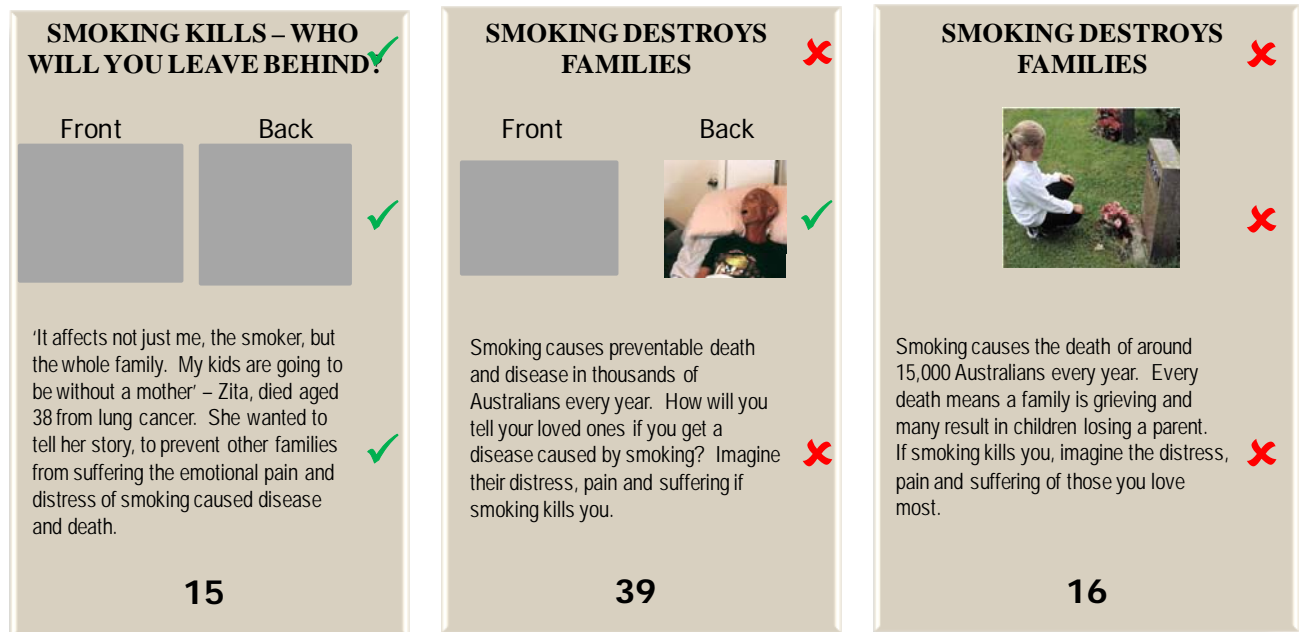 SMOKING KILLS – WHO
WILL YOU LEAVE BEHIND?
Front Back
'It affects not just me, the smoker, but
the whole family. My kids are going to
be without a mother' – Zita, died aged
38 from lung cancer. She wanted to
tell her story, to prevent other families
from suffering the emotional pain and
distress of smoking caused disease
and death.
15
SMOKING DESTROYS
FAMILIES
Front Back
Smoking causes preventable death
and disease in thousands of
Australians every year. How will you
tell your loved ones if you get a
disease caused by smoking? Imagine
their distress, pain and suffering if
smoking kills you.
39
SMOKING DESTROYS
FAMILIES
Smoking causes the death of around
15,000 Australians every year. Every
death means a family is grieving and
many result in children losing a parent.
If smoking kills you, imagine the distress,
pain and suffering of those you love
most.
16